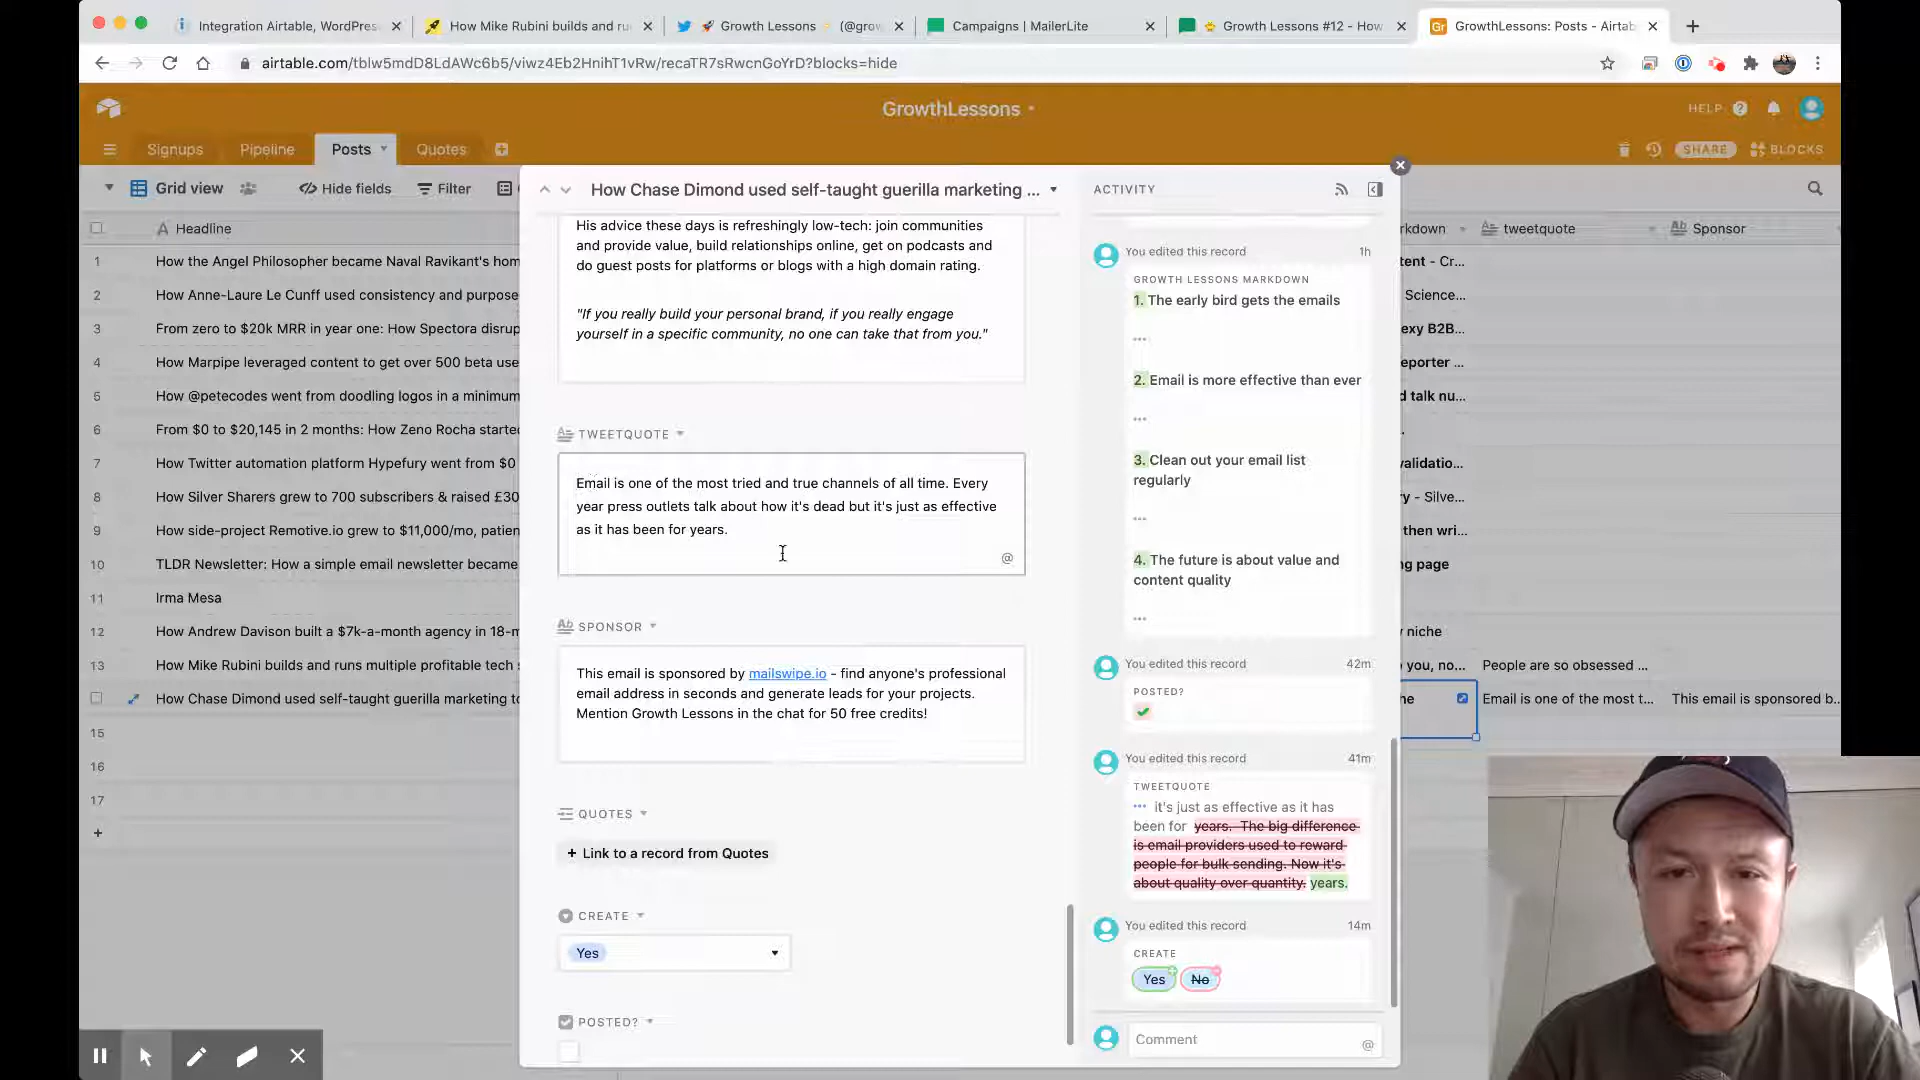 Integration Airtable, WordPres
How Mike Rubini builds and ru
Growth Lessons
(@grow
Campaigns | MailerLite
Growth Lessons #12 - How
GrowthLessons: Posts - Airtab
airtable.com/tblw5mdD8LdAWc6b5/viwz4Eb2HnihT1vRw/recaTR7sRwcnGoYrD?blocks=hide
GrowthLessons
HELP
Signups
Pipeline
Posts
Quotes
SHARE
BLOCKS
Grid view
Hide fields
Filter
Headline
1 How the Angel Philosopher became Naval Ravikant's hom
2 How Anne-Laure Le Cunff used consistency and purpose
3 From zero to $20k MRR in year one: How Spectora disrup
4 How Marpipe leveraged content to get over 500 beta use
5 How @petecodes went from doodling logos in a minimum
6 From $0 to $20,145 in 2 months: How Zeno Rocha starte
7 How Twitter automation platform Hypefury went from $0
8 How Silver Sharers grew to 700 subscribers & raised £30
9 How side-project Remotive.io grew to $11,000/mo, patien
10 TLDR Newsletter: How a simple email newsletter became
11 Irma Mesa
12 How Andrew Davison built a $7k-a-month agency in 18-m
13 How Mike Rubini builds and runs multiple profitable tech s
How Chase Dimond used self-taught guerilla marketing to
15
16
17
+
How Chase Dimond used self-taught guerilla marketing ...
His advice these days is refreshingly low-tech: join communities
and provide value, build relationships online, get on podcasts and
do guest posts for platforms or blogs with a high domain rating.
"If you really build your personal brand, if you really engage
yourself in a specific community, no one can take that from you."
TWEETQUOTE
Email is one of the most tried and true channels of all time. Every
year press outlets talk about how it's dead but it's just as effective
as it has been for years.
@
SPONSOR
This email is sponsored by mailswipe.io - find anyone's professional
email address in seconds and generate leads for your projects.
Mention Growth Lessons in the chat for 50 free credits!
QUOTES
+ Link to a record from Quotes
CREATE
Yes
POSTED?
ACTIVITY
You edited this record 1h
GROWTH LESSONS MARKDOWN
1. The early bird gets the emails
...
2. Email is more effective than ever
...
3. Clean out your email list
regularly
...
4. The future is about value and
content quality
...
You edited this record 42m
POSTED?
You edited this record 41m
TWEETQUOTE
... it's just as effective as it has
been for years. The big difference
is email providers used to reward
people for bulk sending. Now it's
about quality over quantity. years.
You edited this record 14m
CREATE
Yes No
Comment
@
rkdown
tweetquote
Sponsor
tent - Cr...
Science...
exy B2B...
eporter ...
d talk nu...
.
validatio...
ry - Silve...
then wri...
ng page
niche
you, no... People are so obsessed ...
ne Email is one of the most t... This email is sponsored b...